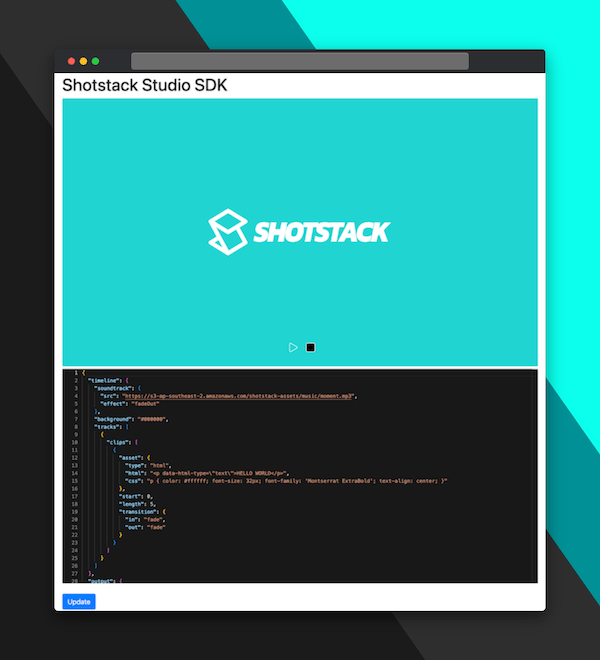 Shotstack Studio SDK
SHOTSTACK
1 {
2 "timeline": {
3 "soundtrack": {
4 "src": "https://s3-ap-southeast-2.amazonaws.com/shotstack-assets/music/moment.mp3",
5 "effect": "fadeOut"
6 },
7 "background": "#000000",
8 "tracks": [
9 {
10 "clips": [
11 {
12 "asset": {
13 "type": "html",
14 "html": "<p data-html-type=\"text\">HELLO WORLD</p>",
15 "css": "p { color: #ffffff; font-size: 32px; font-family: 'Montserrat ExtraBold'; text-align: center; }"
16 },
17 "start": 0,
18 "length": 5,
19 "transition": {
20 "in": "fade",
21 "out": "fade"
22 }
23 }
24 ]
25 }
26 ]
27 },
28 "output": {
Update